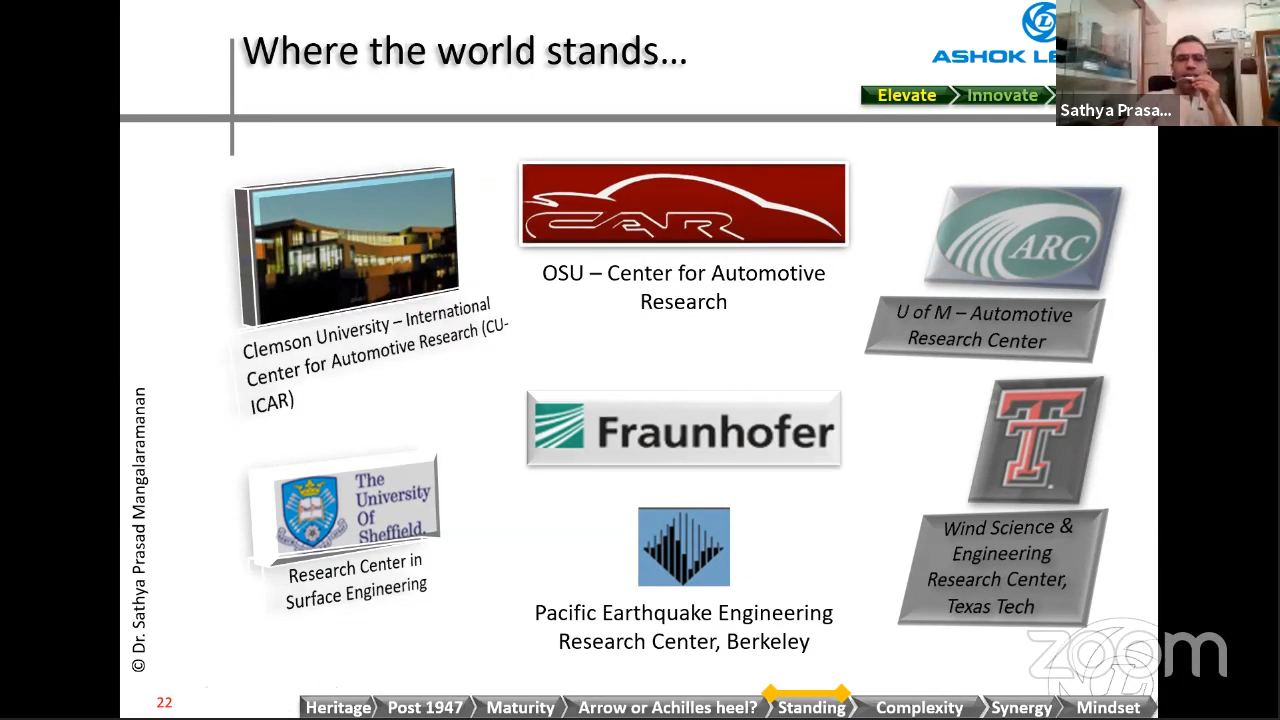 Where the world stands...
ASHOK LE
Elevate
Innovate
Sathya Prasa...
CAR
OSU – Center for Automotive
Research
ARC
U of M – Automotive
Research Center
Clemson University – International
Center for Automotive Research (CU-
ICAR)
Fraunhofer
The
University
Of
Sheffield.
Research Center in
Surface Engineering
Pacific Earthquake Engineering
Research Center, Berkeley
Wind Science &
Engineering
Research Center,
Texas Tech
© Dr. Sathya Prasad Mangalaramanan
zoom
22
Heritage
Post 1947
Maturity
Arrow or Achilles heel?
Standing
Complexity
Synergy
Mindset